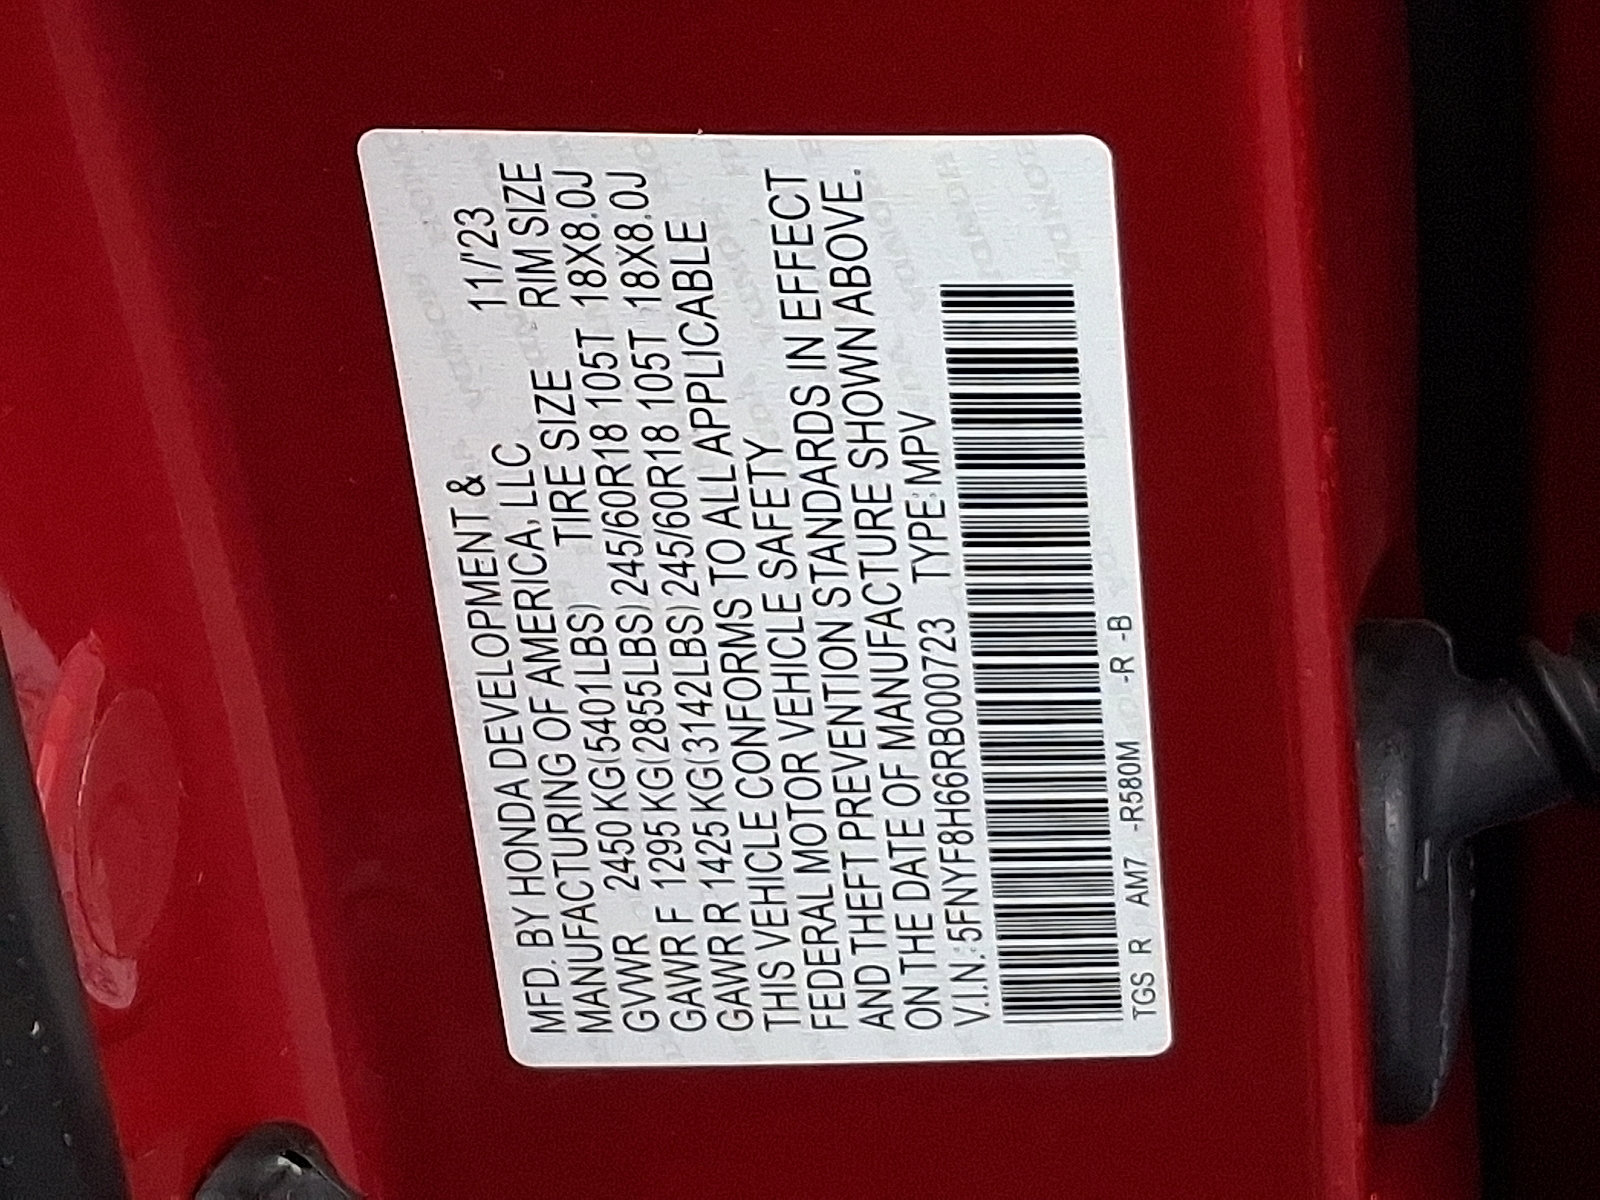 MFD. BY HONDA DEVELOPMENT & 11/'23
MANUFACTURING OF AMERICA, LLC RIM SIZE
TIRE SIZE
GVWR 2450 KG(5401LBS) 245/60R18 105T 18X8.0J
GAWR F 1295 KG(2855LBS) 245/60R18 105T 18X8.0J
GAWR R 1425 KG(3142LBS)
THIS VEHICLE CONFORMS TO ALL APPLICABLE
FEDERAL MOTOR VEHICLE SAFETY
AND THEFT PREVENTION STANDARDS IN EFFECT
ON THE DATE OF MANUFACTURE SHOWN ABOVE.
V.I.N.:5FNYF8H66RB000723 TYPE:MPV
TGS R AM7 -R580M -R -B